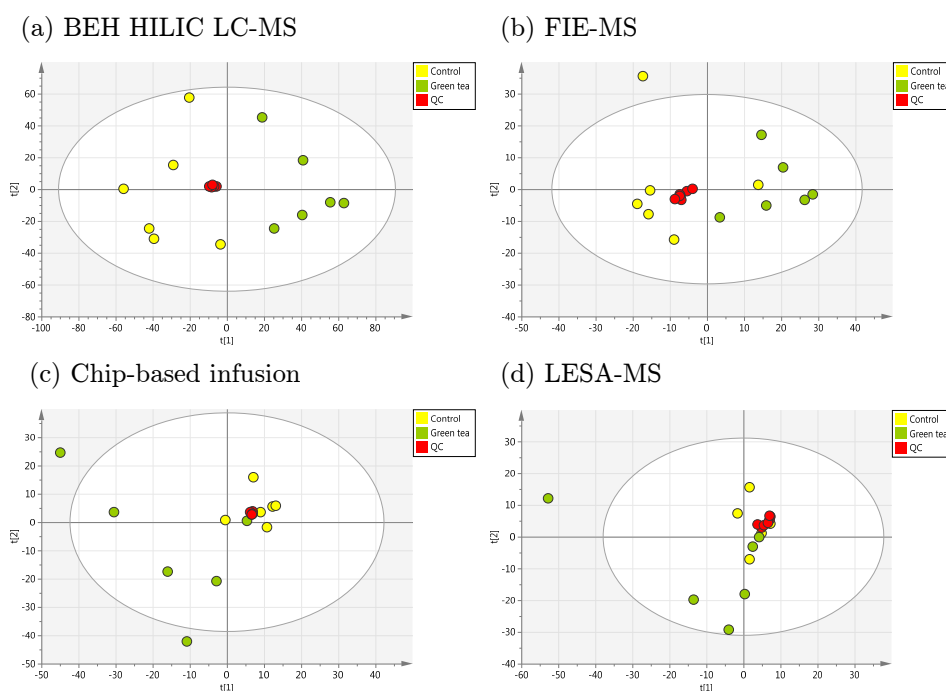 (a) BEH HILIC LC-MS
60
40
20
0
-20
-40
-60
-80
t[2]
-100 -80 -60 -40 -20 0 20 40 60 80
t[1]
Control
Green tea
QC
(b) FIE-MS
30
20
10
0
-10
-20
-30
-40
t[2]
-50 -40 -30 -20 -10 0 10 20 30 40
t[1]
Control
Green tea
QC
(c) Chip-based infusion
30
20
10
0
-10
-20
-30
-40
-50
t[2]
-50 -40 -30 -20 -10 0 10 20 30 40
t[1]
Control
Green tea
QC
(d) LESA-MS
30
20
10
0
-10
-20
-30
-40
t[2]
-60 -50 -40 -30 -20 -10 0 10 20 30
t[1]
Control
Green tea
QC